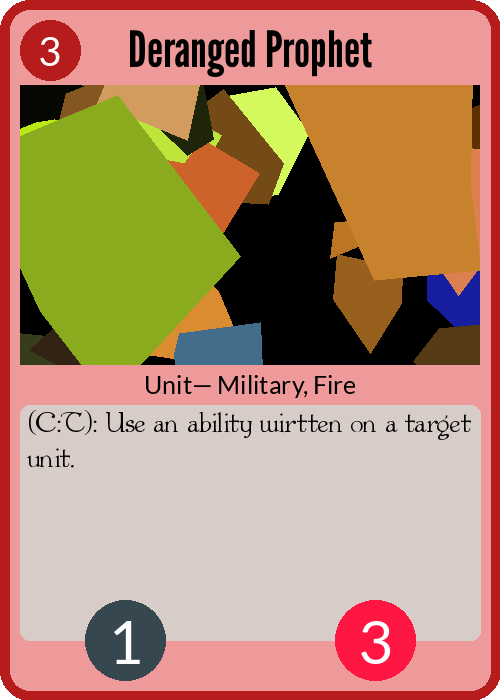 3
Deranged Prophet
Unit— Military, Fire
(C:T): Use an ability wirtten on a target
unit.
1
3